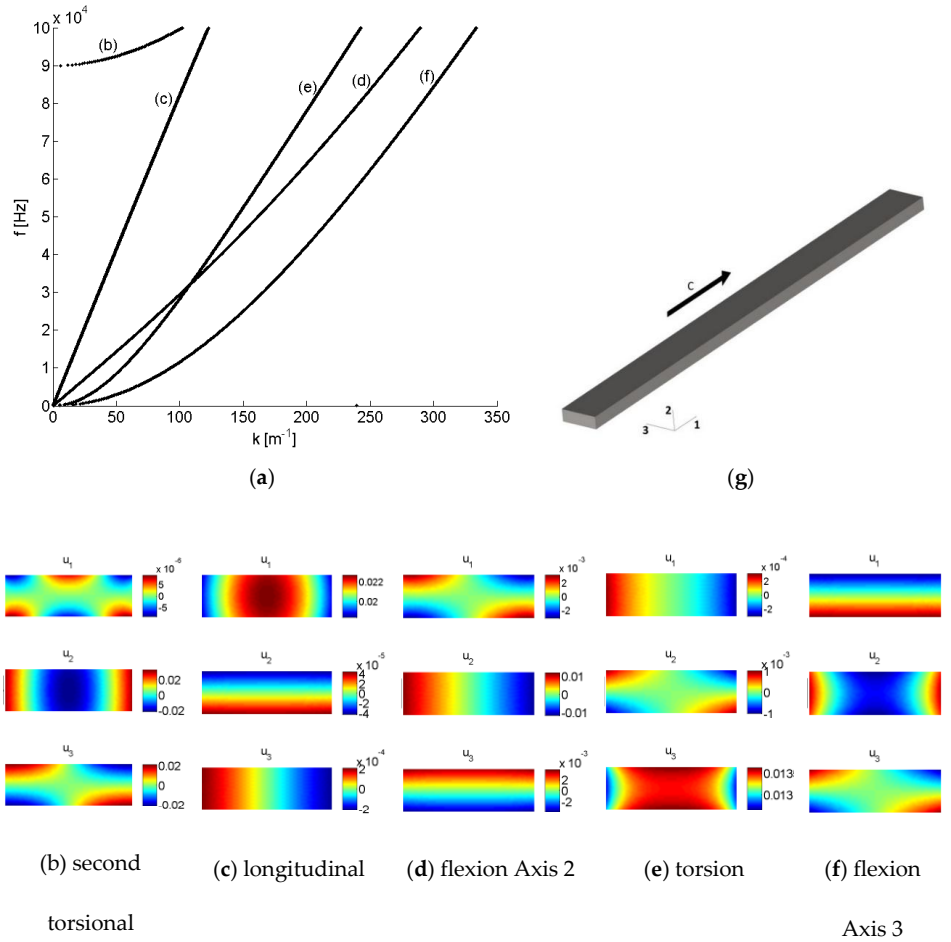 x 10⁴
10
9
8
7
6
5
4
3
2
1
0
f [Hz]
(b)
(c)
(e)
(d)
(f)
0 50 100 150 200 250 300 350
k [m⁻¹]
(a)
C
2
3
1
(g)
u₁
x 10⁻⁶
5
0
-5
u₁
0.022
0.02
u₁
x 10⁻³
2
0
-2
u₁
x 10⁻⁴
2
0
-2
u₁
u₂
0.02
0
-0.02
u₂
x 10⁻⁵
4
2
0
-2
-4
u₂
0.01
0
-0.01
u₂
x 10⁻³
1
0
-1
u₂
u₃
0.02
0
-0.02
u₃
x 10⁻⁴
2
0
-2
u₃
x 10⁻³
2
0
-2
u₃
0.013
0.013
u₃
(b) second
torsional
(c) longitudinal
(d) flexion Axis 2
(e) torsion
(f) flexion
Axis 3